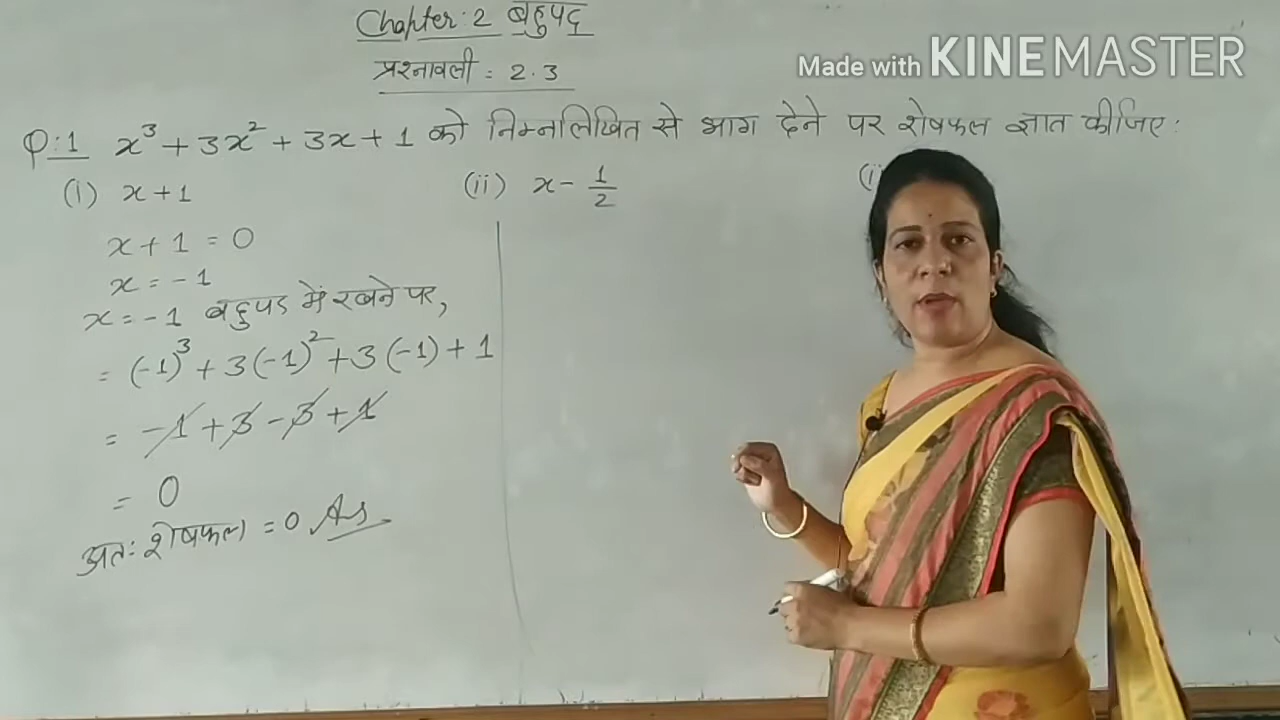 Chapter: 2 बहुपद
प्रश्नावली : 2.3
Made with KINEMASTER
Q:1 x³ + 3x² + 3x + 1 को निम्नलिखित से भाग देने पर शेषफल ज्ञात कीजिए:
(i) x + 1 (ii) x - 1/2
x + 1 = 0
x = -1
x = -1 बहुपद में रखने पर,
= (-1)³ + 3(-1)² + 3(-1) + 1
= -1 + 3 - 3 + 1
= 0
अतः शेषफल = 0 Ans